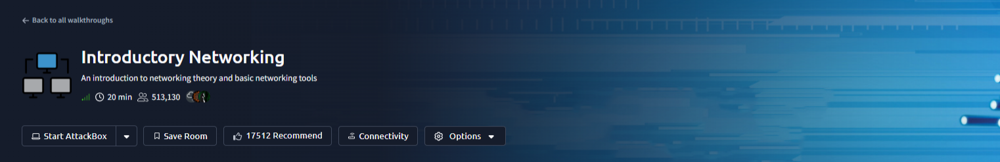 Back to all walkthroughs
Introductory Networking
An introduction to networking theory and basic networking tools
20 min 513,130
Start AttackBox Save Room 17512 Recommend Connectivity Options